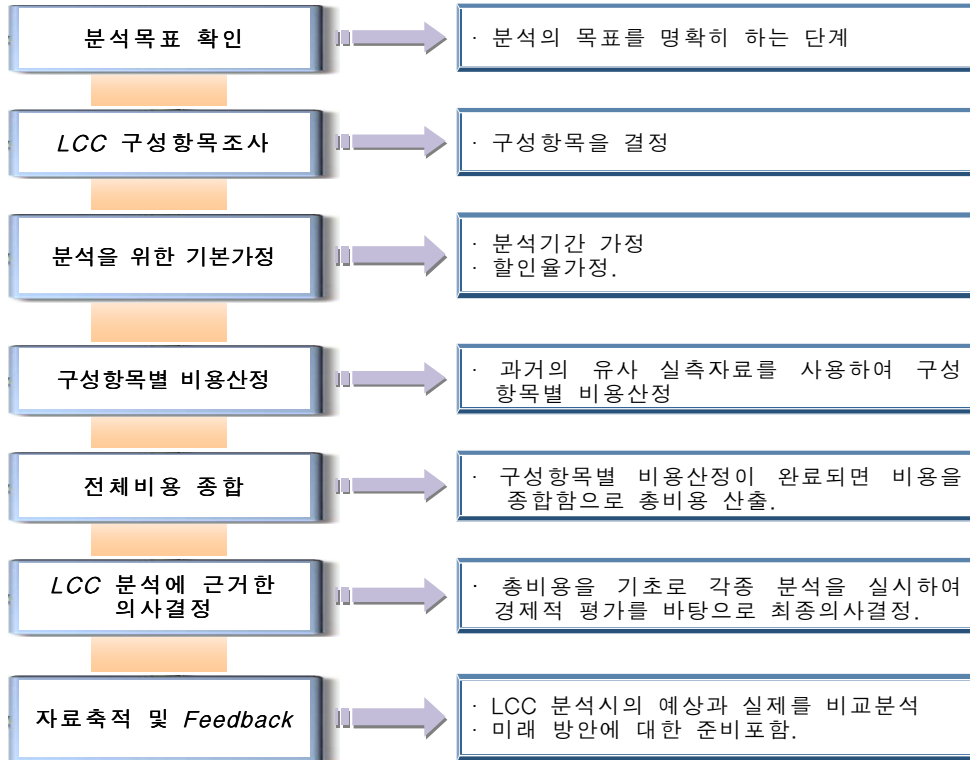 분석목표 확인
· 분석의 목표를 명확히 하는 단계
LCC 구성항목조사
· 구성항목을 결정
분석을 위한 기본가정
· 분석기간 가정
· 할인율가정.
구성항목별 비용산정
· 과거의 유사 실측자료를 사용하여 구성
항목별 비용산정
전체비용 종합
· 구성항목별 비용산정이 완료되면 비용을
종합함으로 총비용 산출.
LCC 분석에 근거한
의사결정
· 총비용을 기초로 각종 분석을 실시하여
경제적 평가를 바탕으로 최종의사결정.
자료축적 및 Feedback
· LCC 분석시의 예상과 실제를 비교분석
· 미래 방안에 대한 준비포함.